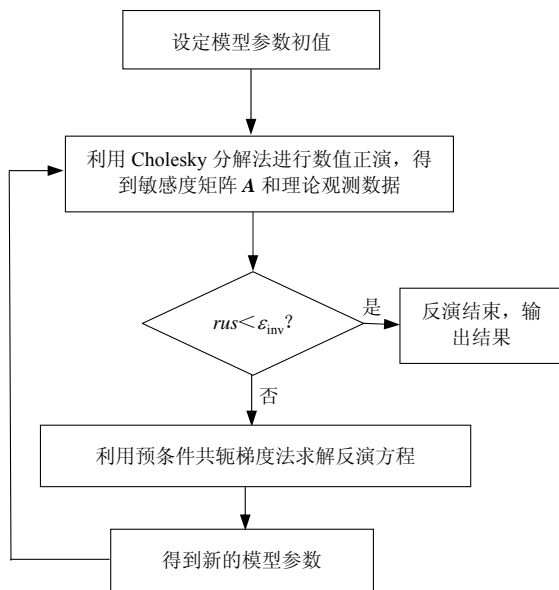 设定模型参数初值
利用 Cholesky 分解法进行数值正演，得
到敏感度矩阵 A 和理论观测数据
rus＜εinv？
是
反演结束，输
出结果
否
利用预条件共轭梯度法求解反演方程
得到新的模型参数